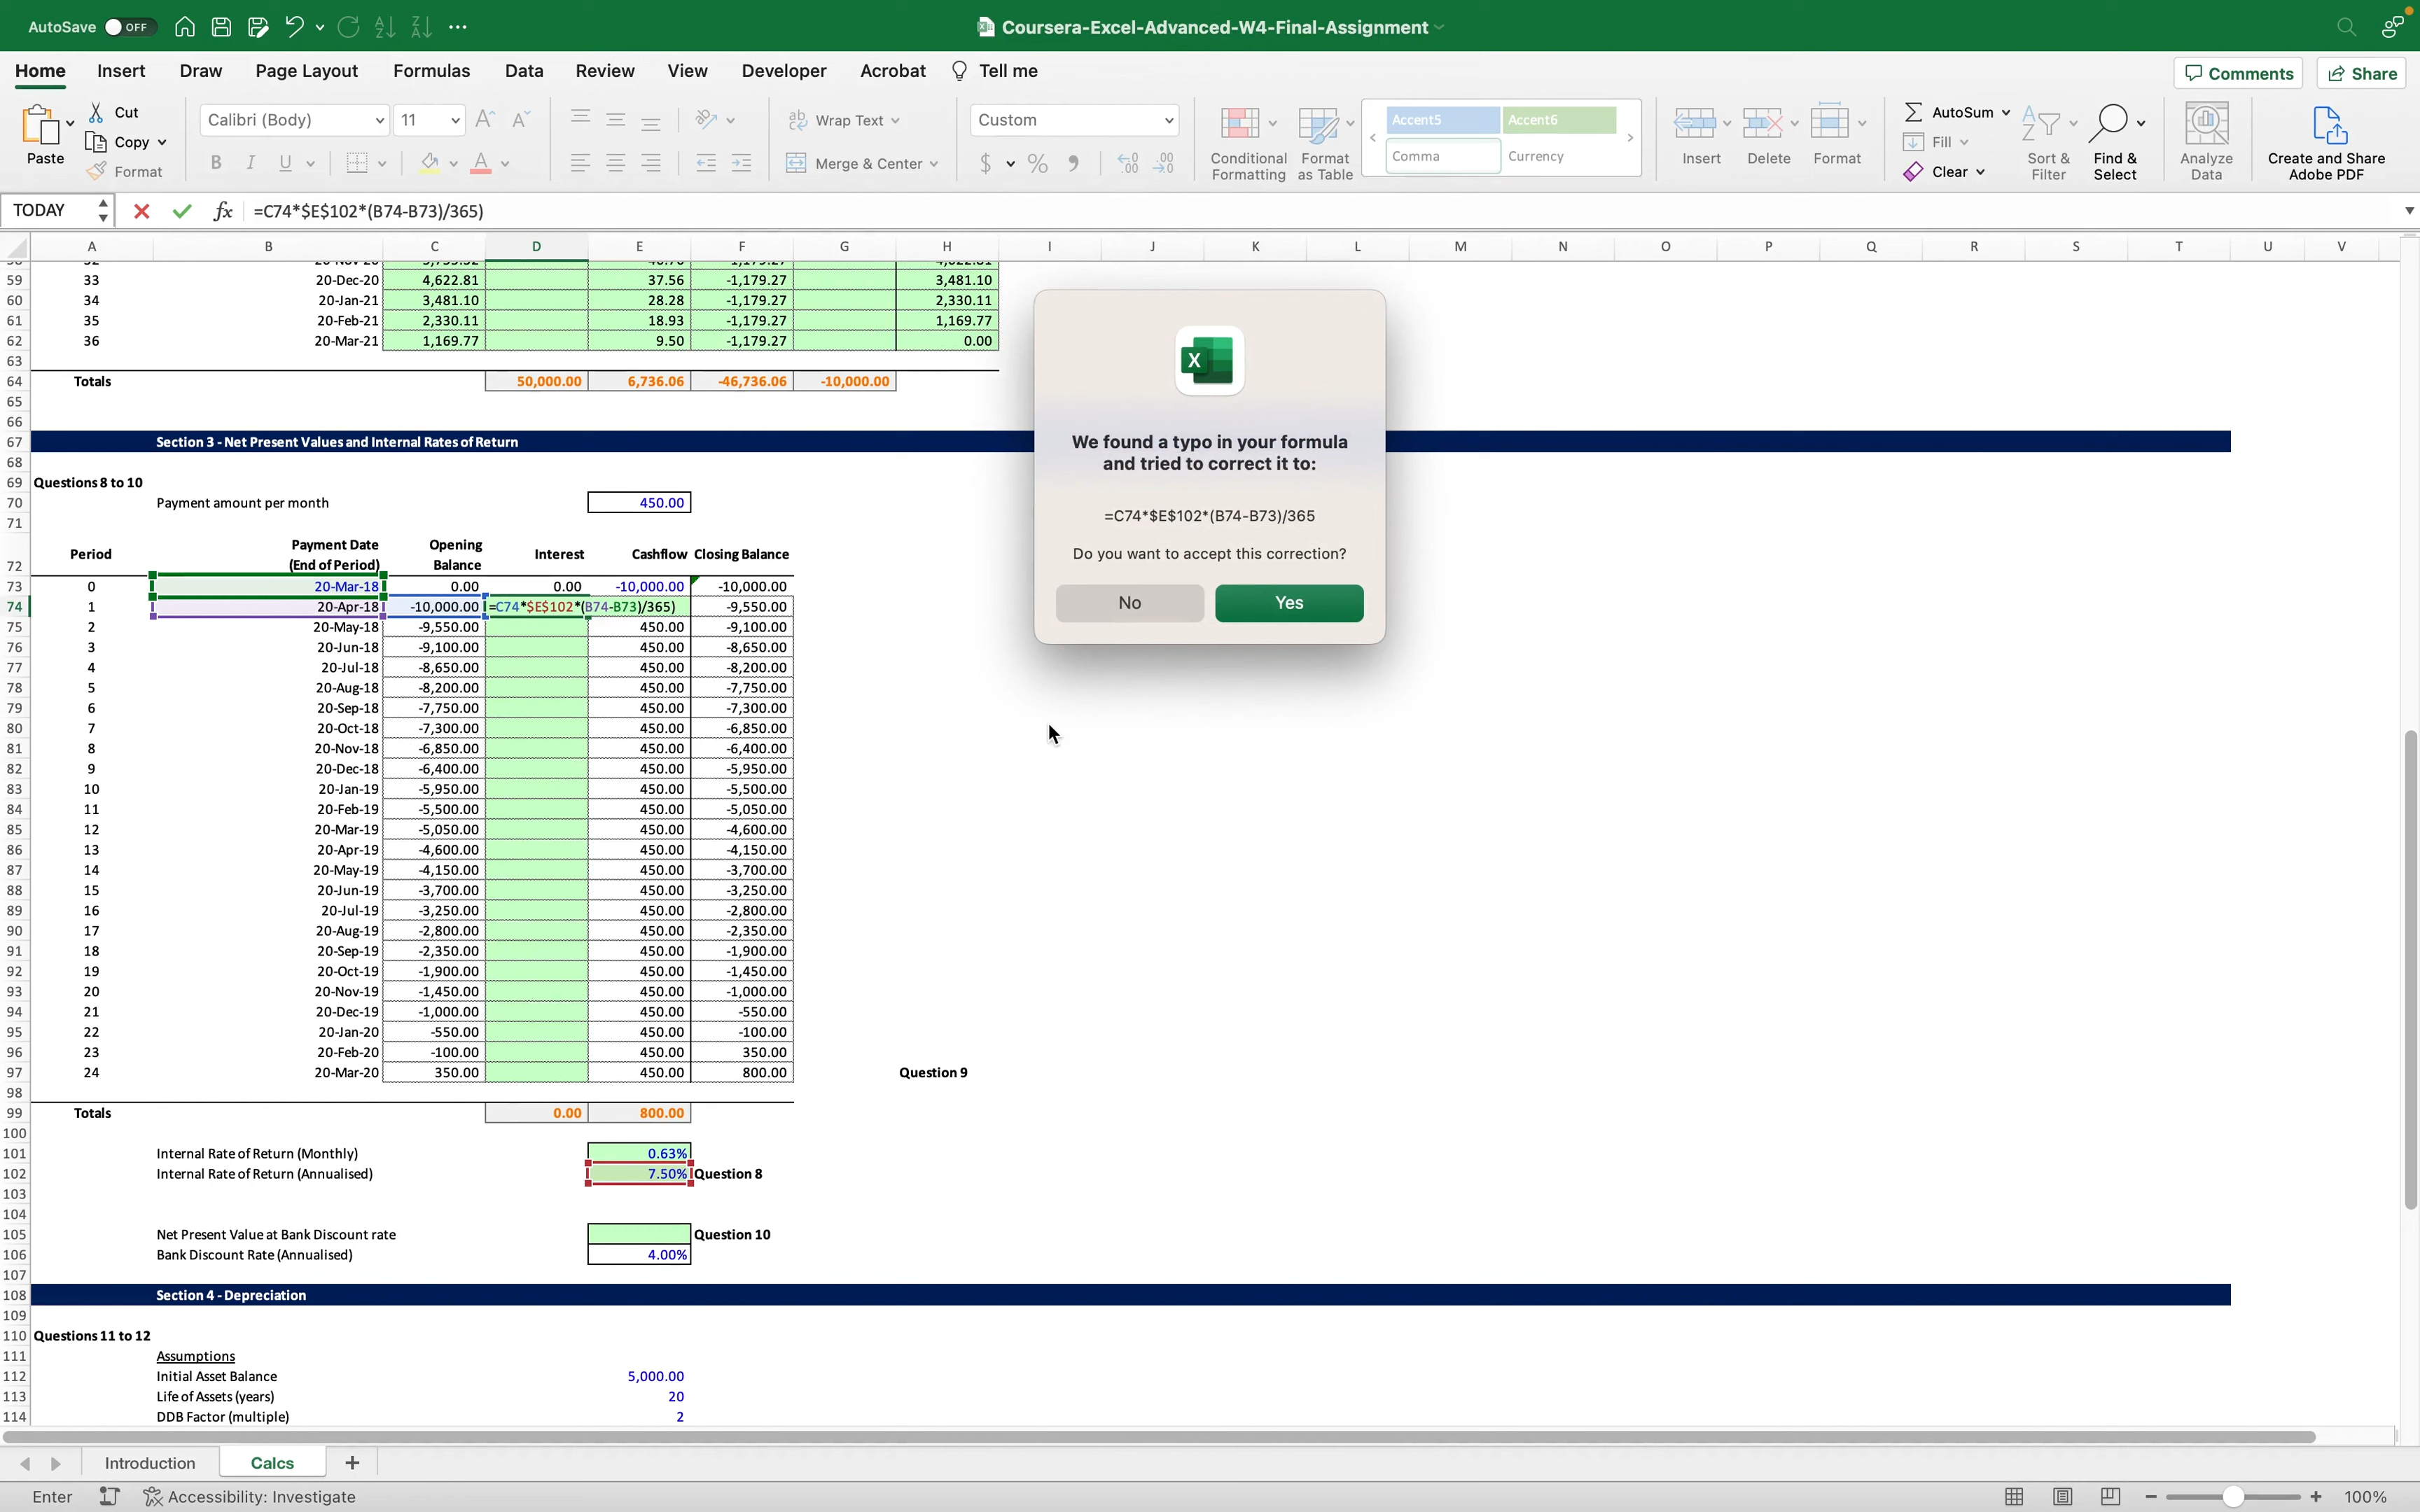 AutoSave OFF Coursera-Excel-Advanced-W4-Final-Assignment
Home Insert Draw Page Layout Formulas Data Review View Developer Acrobat Tell me Comments Share
Paste Cut Copy Format Calibri (Body) 11 Wrap Text Merge & Center Custom Conditional Formatting Format as Table Accent5 Accent6 Comma Currency Insert Delete Format AutoSum Fill Clear Sort & Filter Find & Select Analyze Data Create and Share Adobe PDF
TODAY fx =C74*$E$102*(B74-B73)/365)
A B C D E F G H I J K L M N O P Q R S T U V
59 33 20-Dec-20 4,622.81 37.56 -1,179.27 3,481.10
60 34 20-Jan-21 3,481.10 28.28 -1,179.27 2,330.11
61 35 20-Feb-21 2,330.11 18.93 -1,179.27 1,169.77
62 36 20-Mar-21 1,169.77 9.50 -1,179.27 0.00
63
64 Totals 50,000.00 6,736.06 -46,736.06 -10,000.00
65
66
67 Section 3 - Net Present Values and Internal Rates of Return
68
69 Questions 8 to 10
70 Payment amount per month 450.00
71
72 Period Payment Date (End of Period) Opening Balance Interest Cashflow Closing Balance
73 0 20-Mar-18 0.00 0.00 -10,000.00 -10,000.00
74 1 20-Apr-18 -10,000.00 =C74*$E$102*(B74-B73)/365) -9,550.00
75 2 20-May-18 -9,550.00 450.00 -9,100.00
76 3 20-Jun-18 -9,100.00 450.00 -8,650.00
77 4 20-Jul-18 -8,650.00 450.00 -8,200.00
78 5 20-Aug-18 -8,200.00 450.00 -7,750.00
79 6 20-Sep-18 -7,750.00 450.00 -7,300.00
80 7 20-Oct-18 -7,300.00 450.00 -6,850.00
81 8 20-Nov-18 -6,850.00 450.00 -6,400.00
82 9 20-Dec-18 -6,400.00 450.00 -5,950.00
83 10 20-Jan-19 -5,950.00 450.00 -5,500.00
84 11 20-Feb-19 -5,500.00 450.00 -5,050.00
85 12 20-Mar-19 -5,050.00 450.00 -4,600.00
86 13 20-Apr-19 -4,600.00 450.00 -4,150.00
87 14 20-May-19 -4,150.00 450.00 -3,700.00
88 15 20-Jun-19 -3,700.00 450.00 -3,250.00
89 16 20-Jul-19 -3,250.00 450.00 -2,800.00
90 17 20-Aug-19 -2,800.00 450.00 -2,350.00
91 18 20-Sep-19 -2,350.00 450.00 -1,900.00
92 19 20-Oct-19 -1,900.00 450.00 -1,450.00
93 20 20-Nov-19 -1,450.00 450.00 -1,000.00
94 21 20-Dec-19 -1,000.00 450.00 -550.00
95 22 20-Jan-20 -550.00 450.00 -100.00
96 23 20-Feb-20 -100.00 450.00 350.00
97 24 20-Mar-20 350.00 450.00 800.00 Question 9
98
99 Totals 0.00 800.00
100
101 Internal Rate of Return (Monthly) 0.63%
102 Internal Rate of Return (Annualised) 7.50% Question 8
103
104
105 Net Present Value at Bank Discount rate Question 10
106 Bank Discount Rate (Annualised) 4.00%
107
108 Section 4 - Depreciation
109
110 Questions 11 to 12
111 Assumptions
112 Initial Asset Balance 5,000.00
113 Life of Assets (years) 20
114 DDB Factor (multiple) 2
X
We found a typo in your formula
and tried to correct it to:
=C74*$E$102*(B74-B73)/365
Do you want to accept this correction?
No Yes
Introduction Calcs +
Enter Accessibility: Investigate 100%